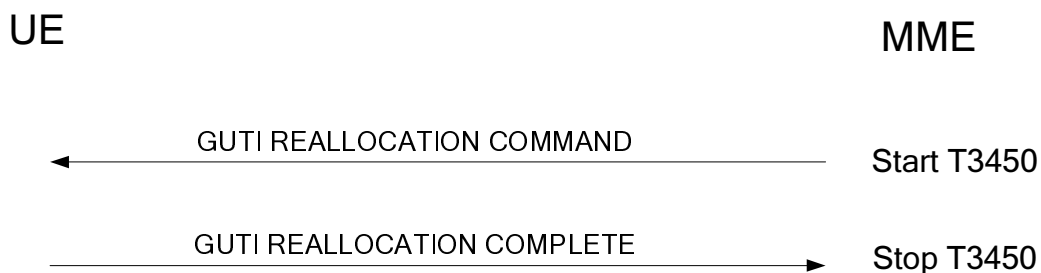 UE
MME
GUTI REALLOCATION COMMAND
Start T3450
GUTI REALLOCATION COMPLETE
Stop T3450